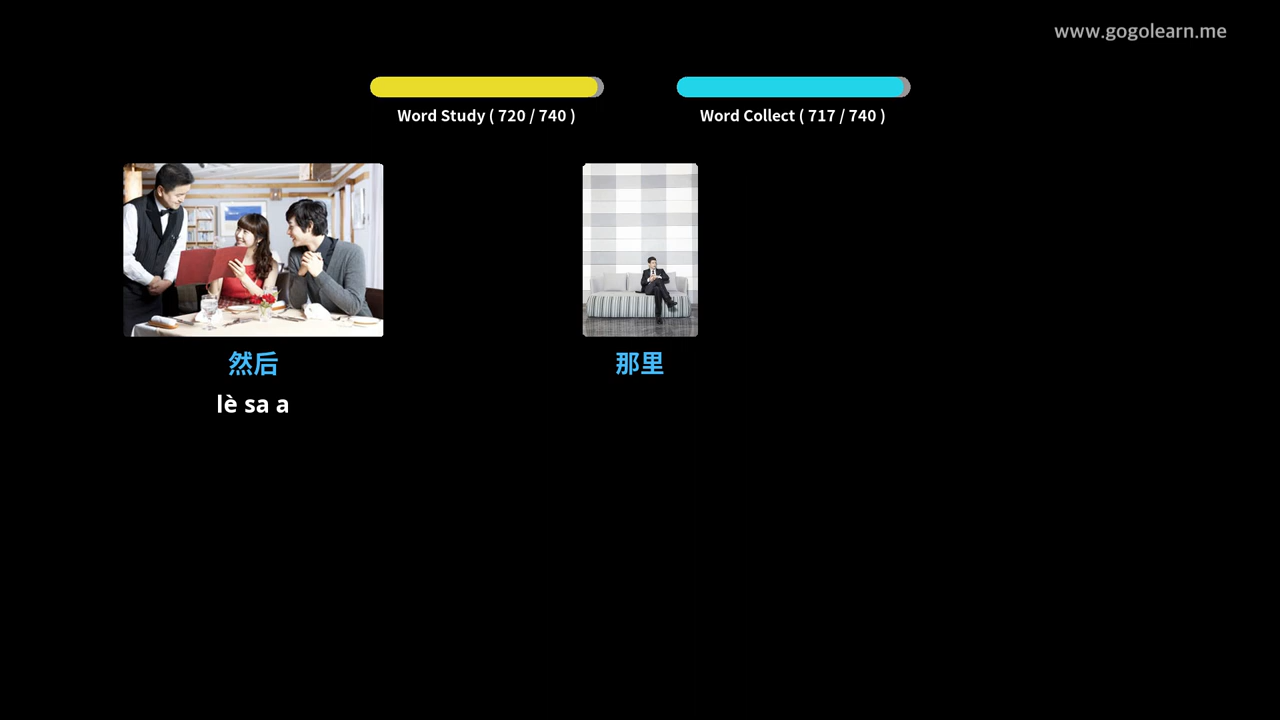 www.gogolearn.me
Word Study ( 720 / 740 )
Word Collect ( 717 / 740 )
然后
那里
lè sa a